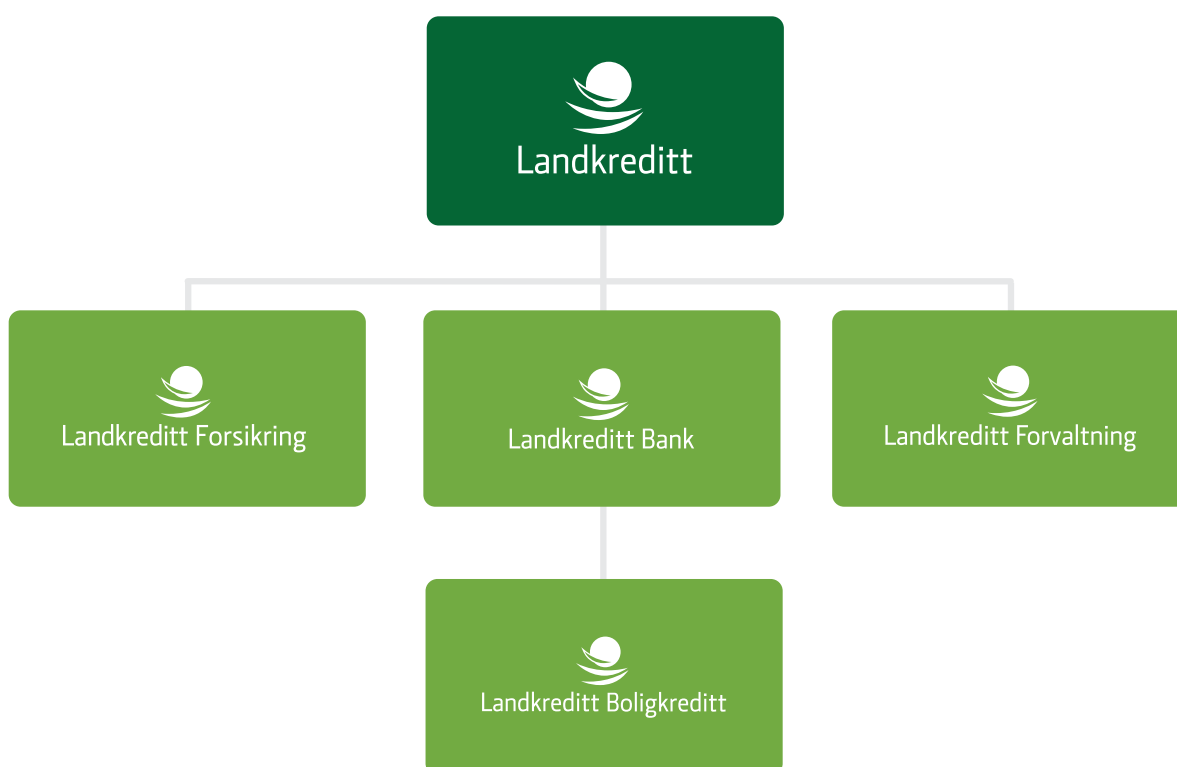 Landkreditt
Landkreditt Forsikring
Landkreditt Bank
Landkreditt Forvaltning
Landkreditt Boligkreditt